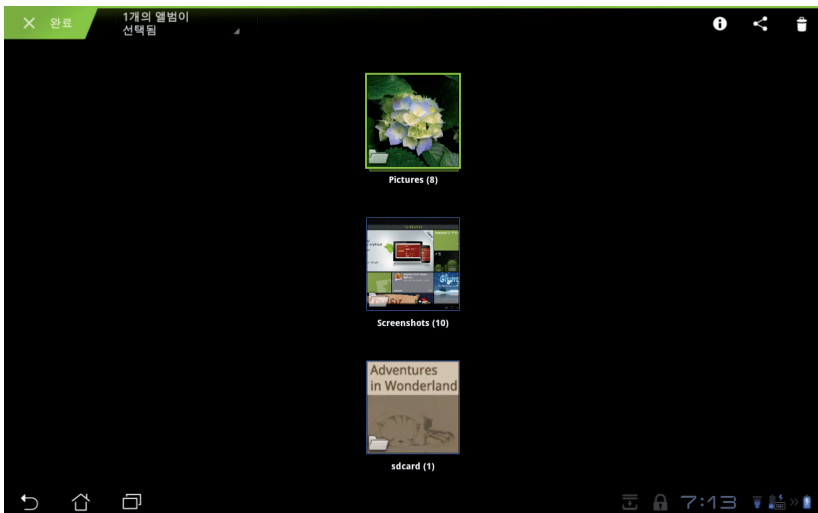 완료
1개의 앨범이
선택됨
Pictures (8)
Screenshots (10)
Adventures
in Wonderland
sdcard (1)
7:13